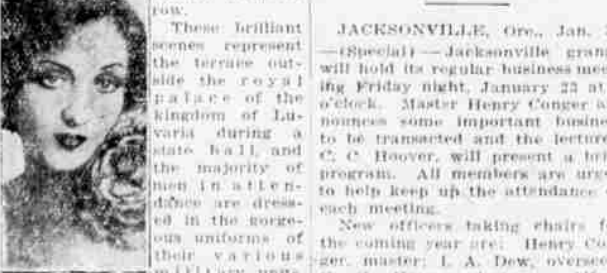 row.
These brilliant
scenes represent
the terrace out-
side the royal
palace of the
kingdom of Lu-
varia during a
state ball, and
the majority of
men in atten-
dance are dress-
ed in the gorge-
ous uniforms of
their various
military
JACKSONVILLE, Ore., Jan.
—(Special)—Jacksonville gran
will hold its regular business mee
ing Friday night, January 23 at
o'clock. Master Henry Conger a
nounces some important busine
to be transacted and the lecture
C. C. Hoover, will present a
program. All members are urg
to help keep up the attendance
each meeting.
New officers taking chairs f
the coming year are: Henry Co
ger, master; I. A. Dew, oversee